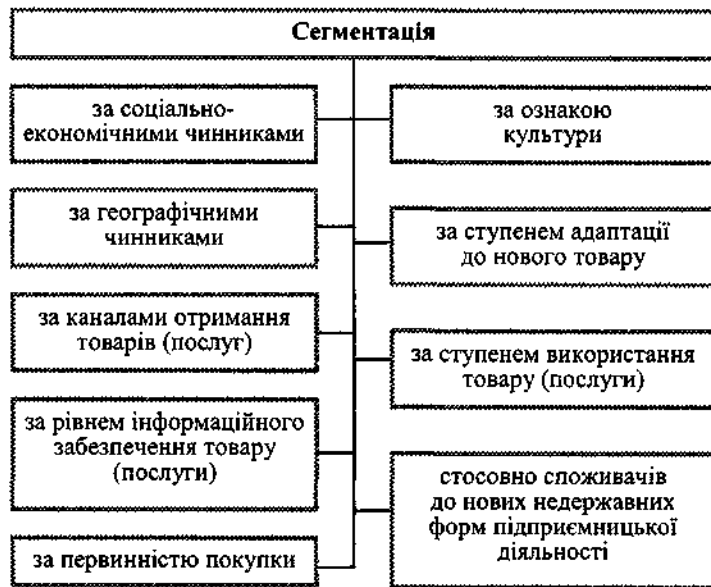 Сегментація
за соціально-
економічними чинниками
за географічними
чинниками
за каналами отримання
товарів (послуг)
за рівнем інформаційного
забезпечення товару
(послуги)
за первинністю покупки
за ознакою
культури
за ступенем адаптації
до нового товару
за ступенем використання
товару (послуги)
стосовно споживачів
до нових недержавних
форм підприємницької
діяльності